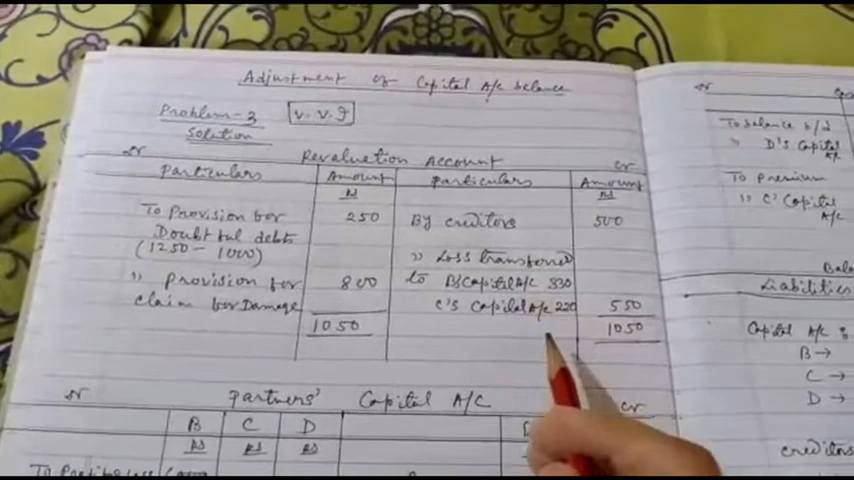 Adjustment of Capital A/c balance
Problem-3 V.V.I
Solution
Revaluation Account
Dr Cr
Particulars Amount Particulars Amount
Rs Rs
To Provision for 250 By creditors 500
Doubtful debts
(1250 - 1000) " Loss transferred
" provision for 800 to B's Capital A/c 330
claim for Damage C's Capital A/c 220 550
1050 1050
Dr Partners' Capital A/C Cr
B C D
Rs Rs Rs
To balance b/d
" D's Capital A/c
To Premium
" C's Capital A/c
Liabilities
Capital A/c s
B→
C→
D→
creditors